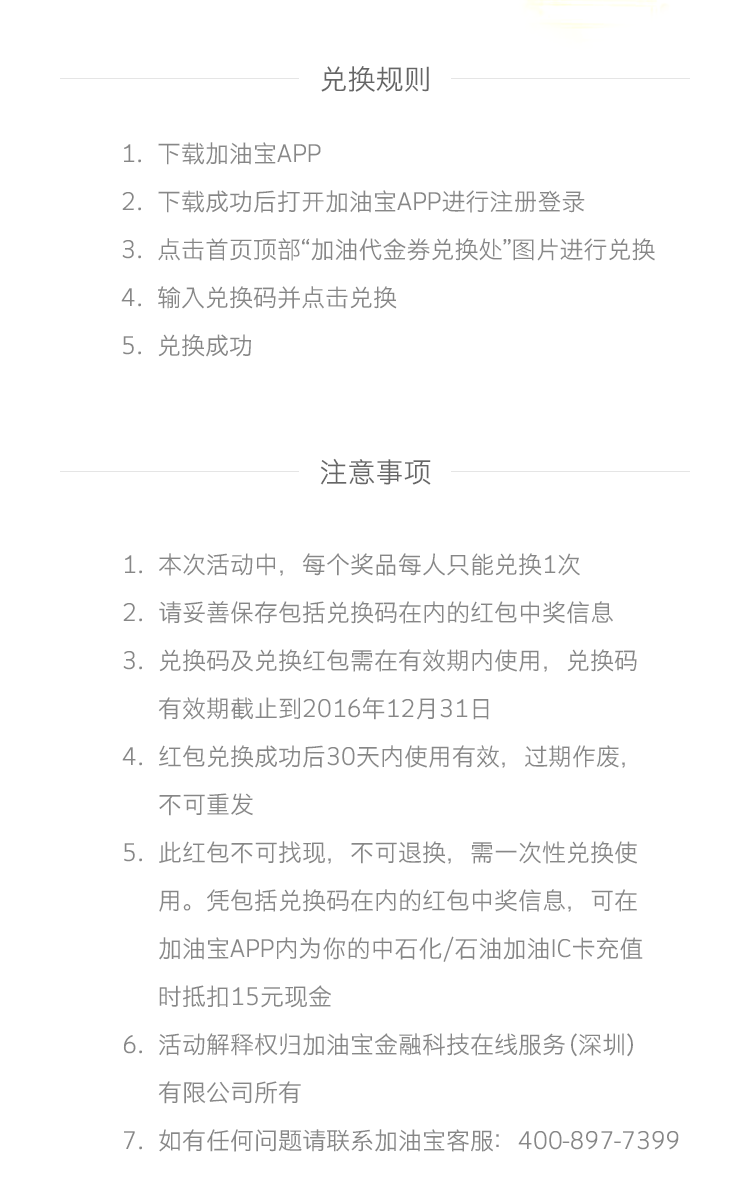 兑换规则
1. 下载加油宝APP
2. 下载成功后打开加油宝APP进行注册登录
3. 点击首页顶部“加油代金券兑换处”图片进行兑换
4. 输入兑换码并点击兑换
5. 兑换成功
注意事项
1. 本次活动中，每个奖品每人只能兑换1次
2. 请妥善保存包括兑换码在内的红包中奖信息
3. 兑换码及兑换红包需在有效期内使用，兑换码
有效期截止到2016年12月31日
4. 红包兑换成功后30天内使用有效，过期作废，
不可重发
5. 此红包不可找现，不可退换，需一次性兑换使
用。凭包括兑换码在内的红包中奖信息，可在
加油宝APP内为你的中石化/石油加油IC卡充值
时抵扣15元现金
6. 活动解释权归加油宝金融科技在线服务(深圳)
有限公司所有
7. 如有任何问题请联系加油宝客服：400-897-7399